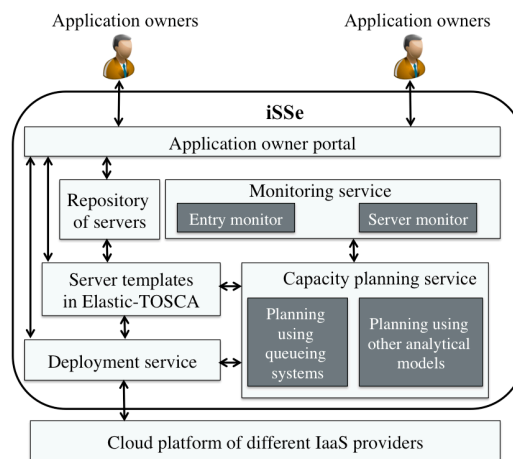 Application owners
Application owners
iSSe
Application owner portal
Repository
of servers
Monitoring service
Entry monitor
Server monitor
Server templates
in Elastic-TOSCA
Capacity planning service
Planning
using
queueing
systems
Planning using
other analytical
models
Deployment service
Cloud platform of different IaaS providers